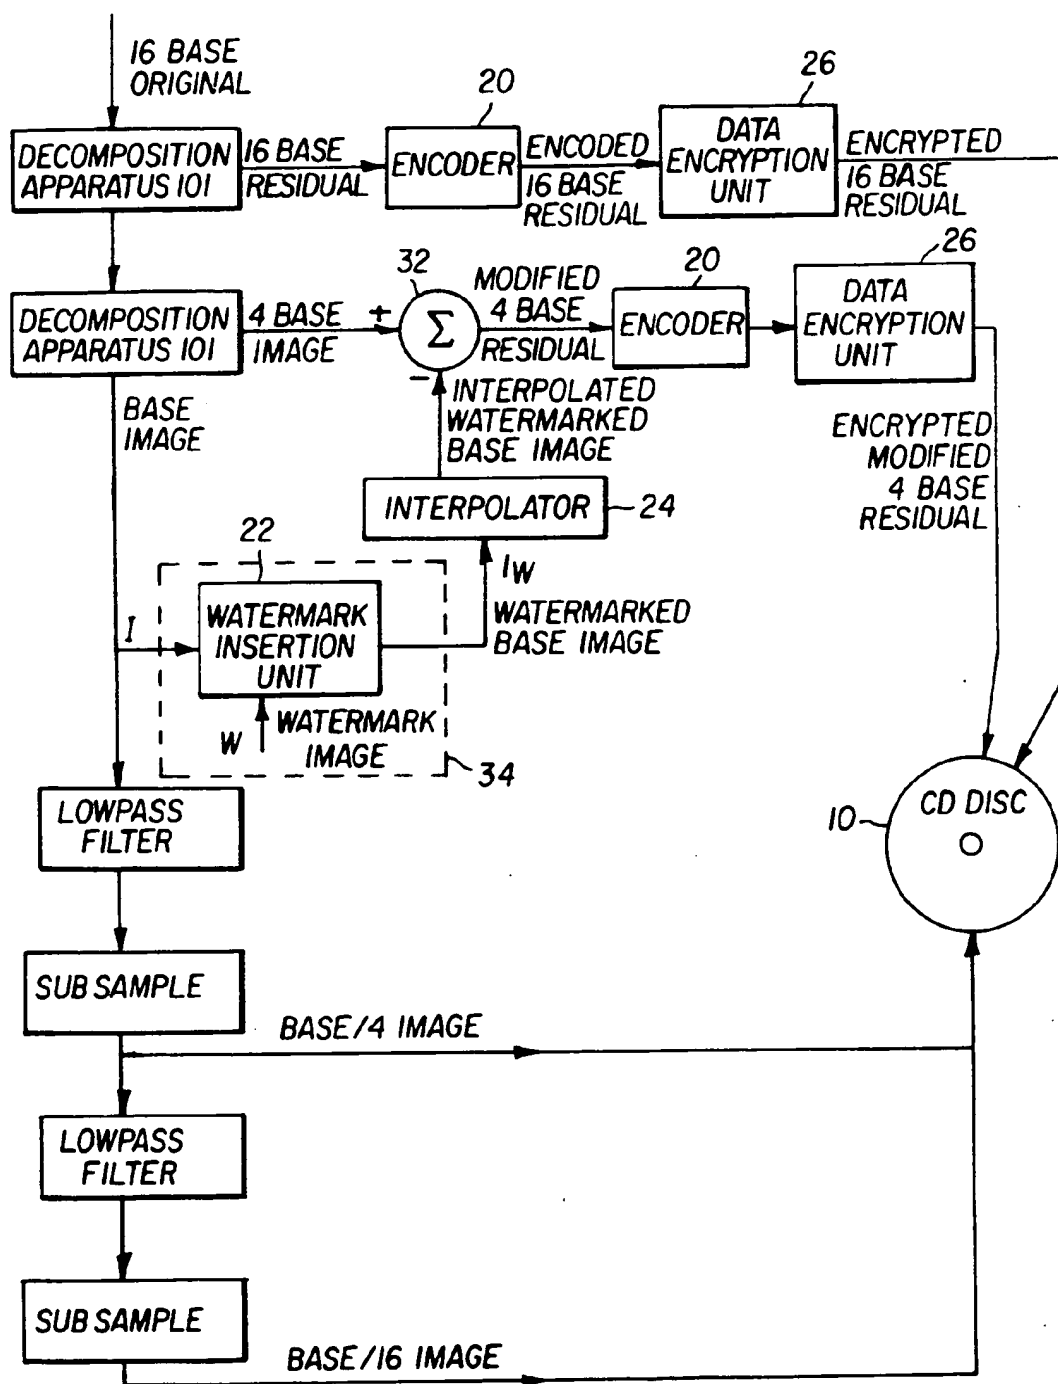 16 BASE
ORIGINAL
20
26
DECOMPOSITION
APPARATUS 101
16 BASE
RESIDUAL
ENCODER
ENCODED
16 BASE
RESIDUAL
DATA
ENCRYPTION
UNIT
ENCRYPTED
16 BASE
RESIDUAL
32
20
26
DECOMPOSITION
APPARATUS 101
4 BASE
IMAGE
+
Σ
−
MODIFIED
4 BASE
RESIDUAL
ENCODER
DATA
ENCRYPTION
UNIT
BASE
IMAGE
INTERPOLATED
WATERMARKED
BASE IMAGE
ENCRYPTED
MODIFIED
4 BASE
RESIDUAL
INTERPOLATOR
24
22
IW
I
WATERMARK
INSERTION
UNIT
WATERMARKED
BASE IMAGE
W
WATERMARK
IMAGE
34
LOWPASS
FILTER
10
CD DISC
SUB SAMPLE
BASE/4 IMAGE
LOWPASS
FILTER
SUB SAMPLE
BASE/16 IMAGE